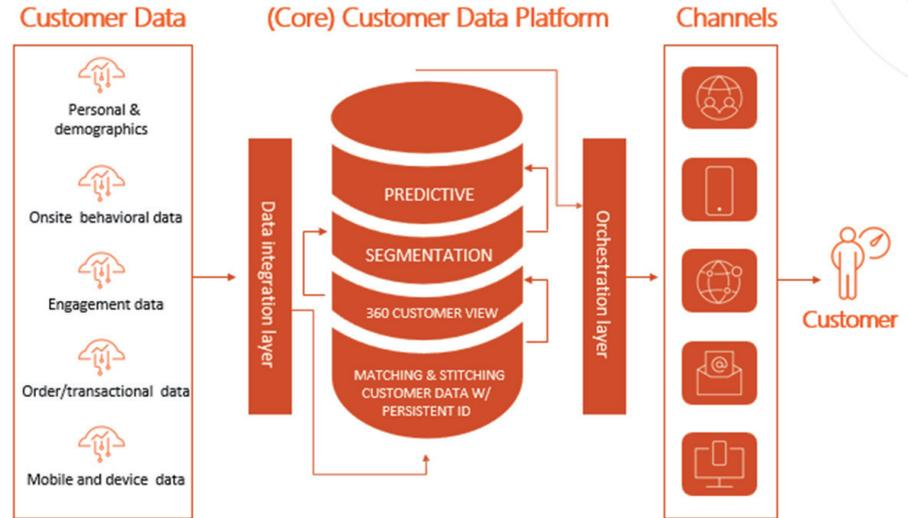 Customer Data
(Core) Customer Data Platform
Channels
Personal &
demographics
Onsite behavioral data
Engagement data
Order/transactional data
Mobile and device data
Data integration layer
PREDICTIVE
SEGMENTATION
360 CUSTOMER VIEW
MATCHING & STITCHING
CUSTOMER DATA W/
PERSISTENT ID
Orchestration layer
@
Customer